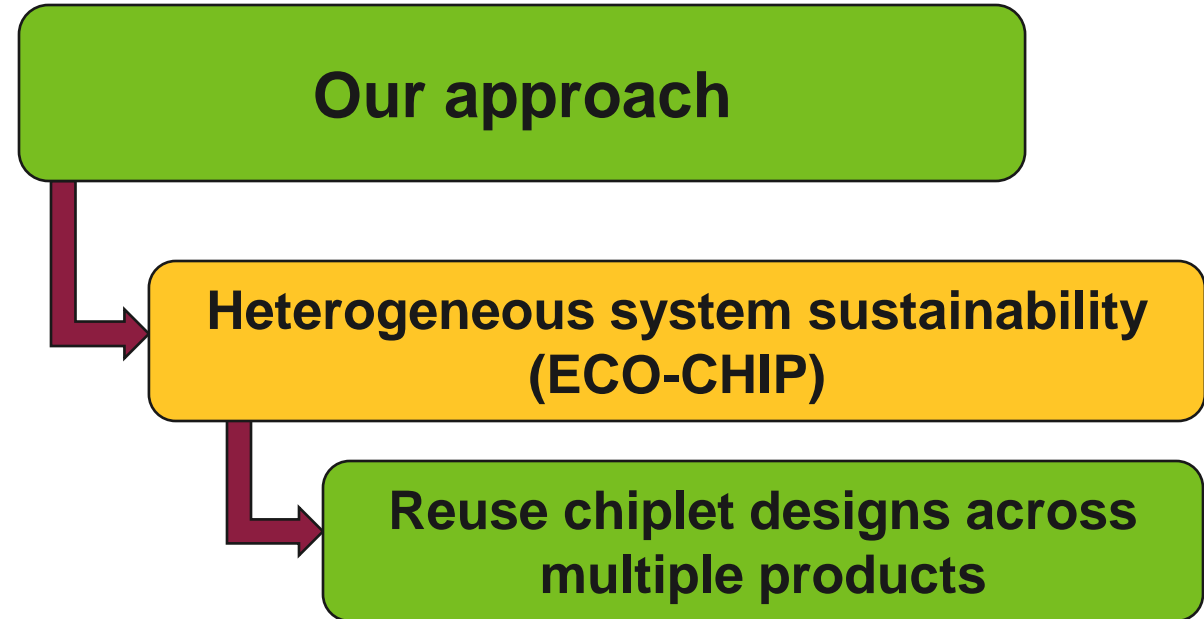 Our approach
Heterogeneous system sustainability
(ECO-CHIP)
Reuse chiplet designs across
multiple products